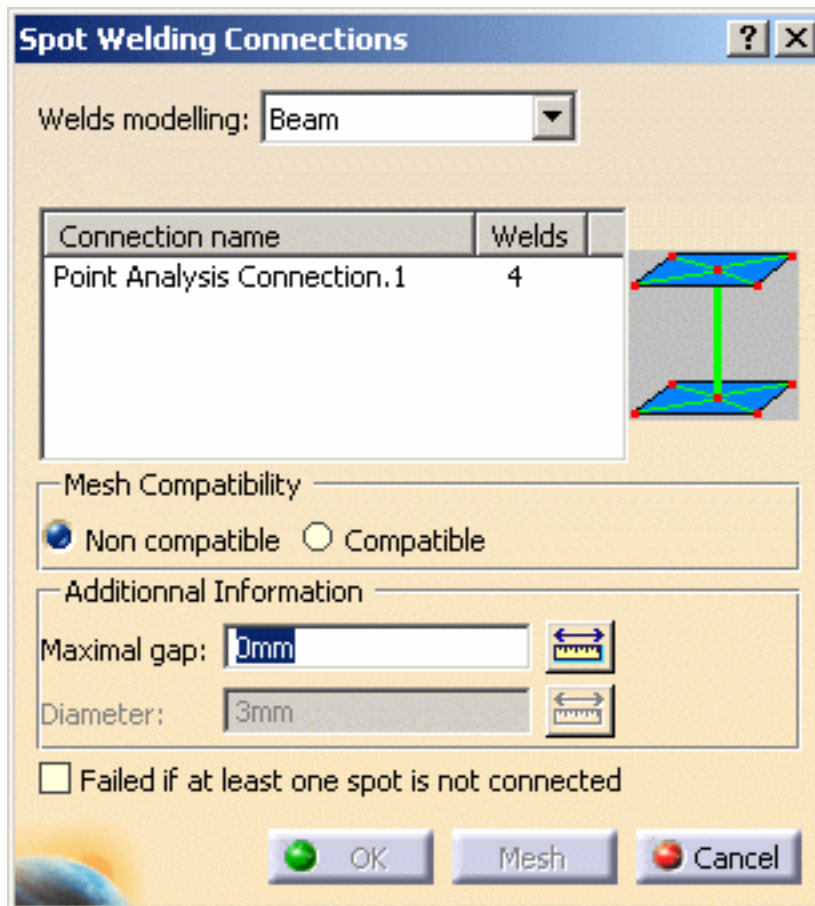 Spot Welding Connections
Welds modelling: Beam
Connection name Welds
Point Analysis Connection.1 4
Mesh Compatibility
Non compatible Compatible
Additionnal Information
Maximal gap: 0mm
Diameter: 3mm
Failed if at least one spot is not connected
OK Mesh Cancel